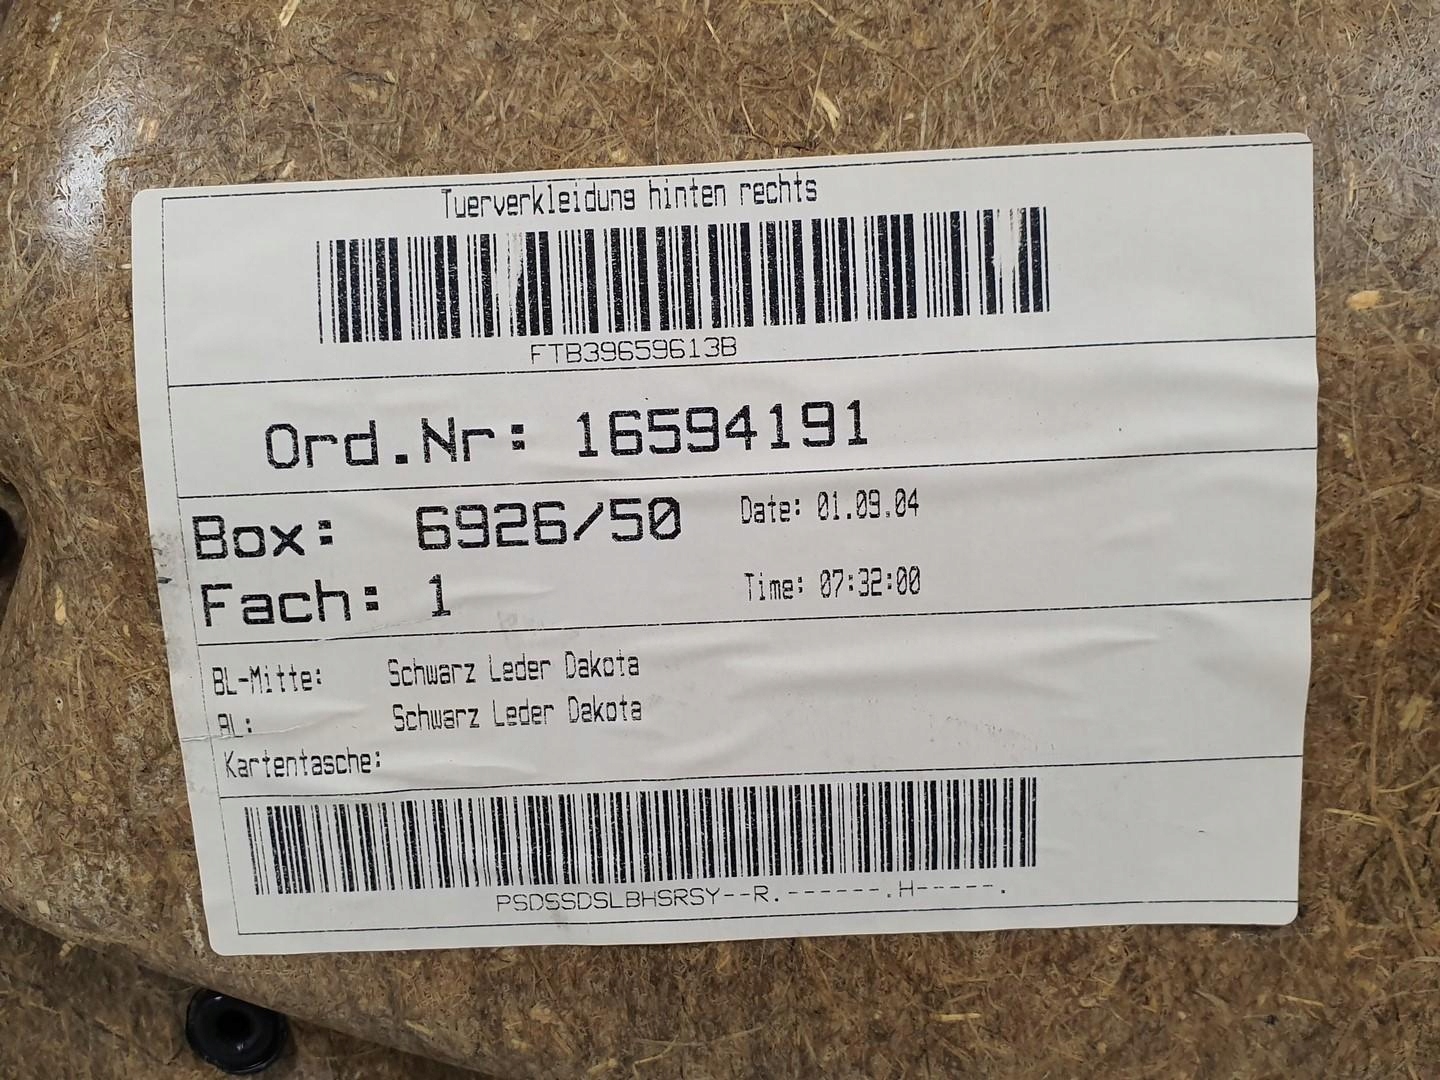 Tuerverkleidung hinten rechts
FTB39659613B
Ord.Nr: 16594191
Box: 6926/50 Date: 01.09.04
Fach: 1 Time: 07:32:00
BL-Mitte: Schwarz Leder Dakota
AL: Schwarz Leder Dakota
Kartentasche:
PSDSSDSLBHSRSY--R.------.H-----.